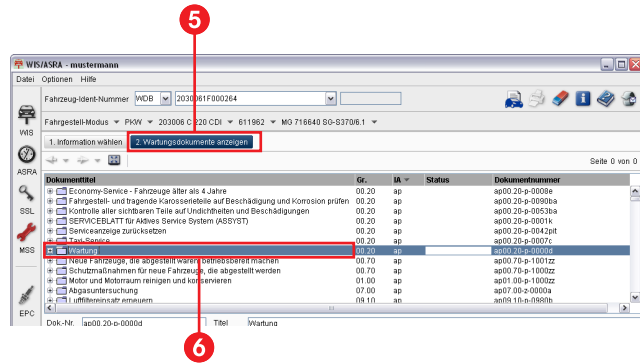 5
WIS/ASRA - mustermann
Datei Optionen Hilfe
Fahrzeug-Ident-Nummer WDB 2030061F000264
Fahrgestell-Modus PKW 203006 C 220 CDI 611962 MG 716640 SG-S370/6.1
WIS
1. Information wählen 2. Wartungsdokumente anzeigen
Seite 0 von 0
ASRA
Dokumenttitel Gr. IA Status Dokumentnummer
Economy-Service - Fahrzeuge älter als 4 Jahre 00.20 ap ap00.20-p-0008e
Fahrgestell- und tragende Karosserieteile auf Beschädigung und Korrosion prüfen 00.20 ap ap00.20-p-0090ba
Kontrolle aller sichtbaren Teile auf Undichtheiten und Beschädigungen 00.20 ap ap00.20-p-0053ba
SSL
SERVICEBLATT für Aktives Service System (ASSYST) 00.20 ap ap00.20-p-0001k
Serviceanzeige zurücksetzen 00.20 ap ap00.20-p-0042pit
Taxi-Service 00.20 ap ap00.20-p-0007c
MSS
Wartung 00.20 ap ap00.20-p-0000d
Neue Fahrzeuge, die abgestellt waren, betriebsbereit machen 00.70 ap ap00.70-p-1001zz
Schutzmaßnahmen für neue Fahrzeuge, die abgestellt werden 00.70 ap ap00.70-p-1000zz
Motor und Motorraum reinigen und konservieren 01.00 ap ap01.00-p-1000zz
Abgasuntersuchung 07.00 ap ap07.00-z-0000a
Luftfiltereinsatz erneuern 09.10 ap ap09.10-p-0980b
EPC
Dok.-Nr. ap00.20-p-0000d Titel Wartung
6